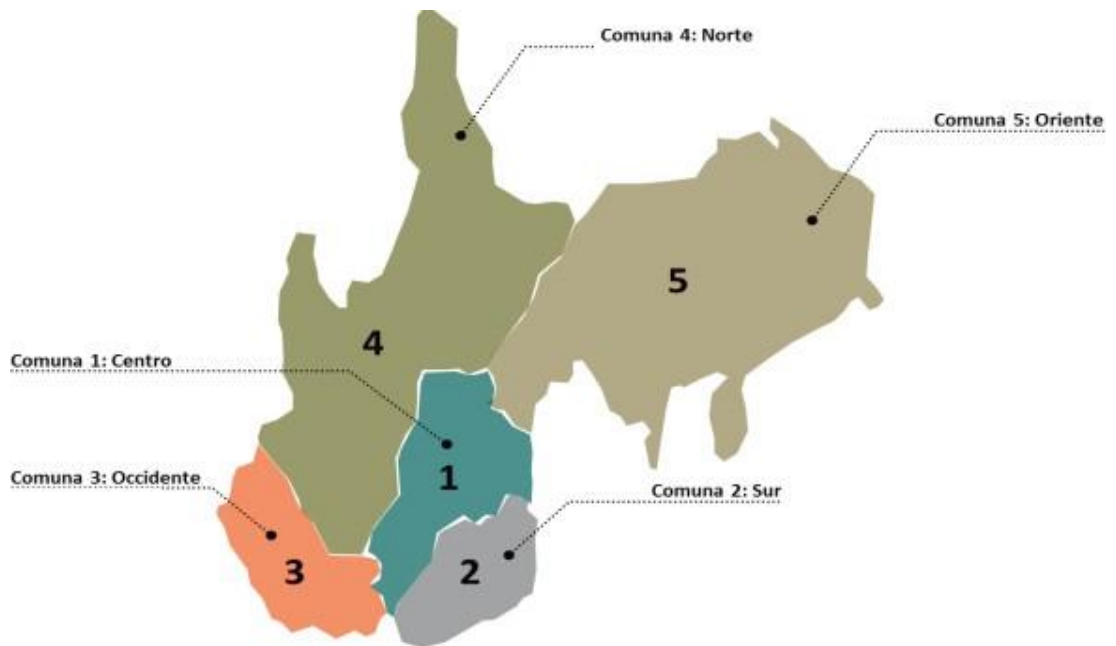 Comuna 4: Norte
Comuna 5: Oriente
5
4
Comuna 1: Centro
1
Comuna 3: Occidente
Comuna 2: Sur
3
2